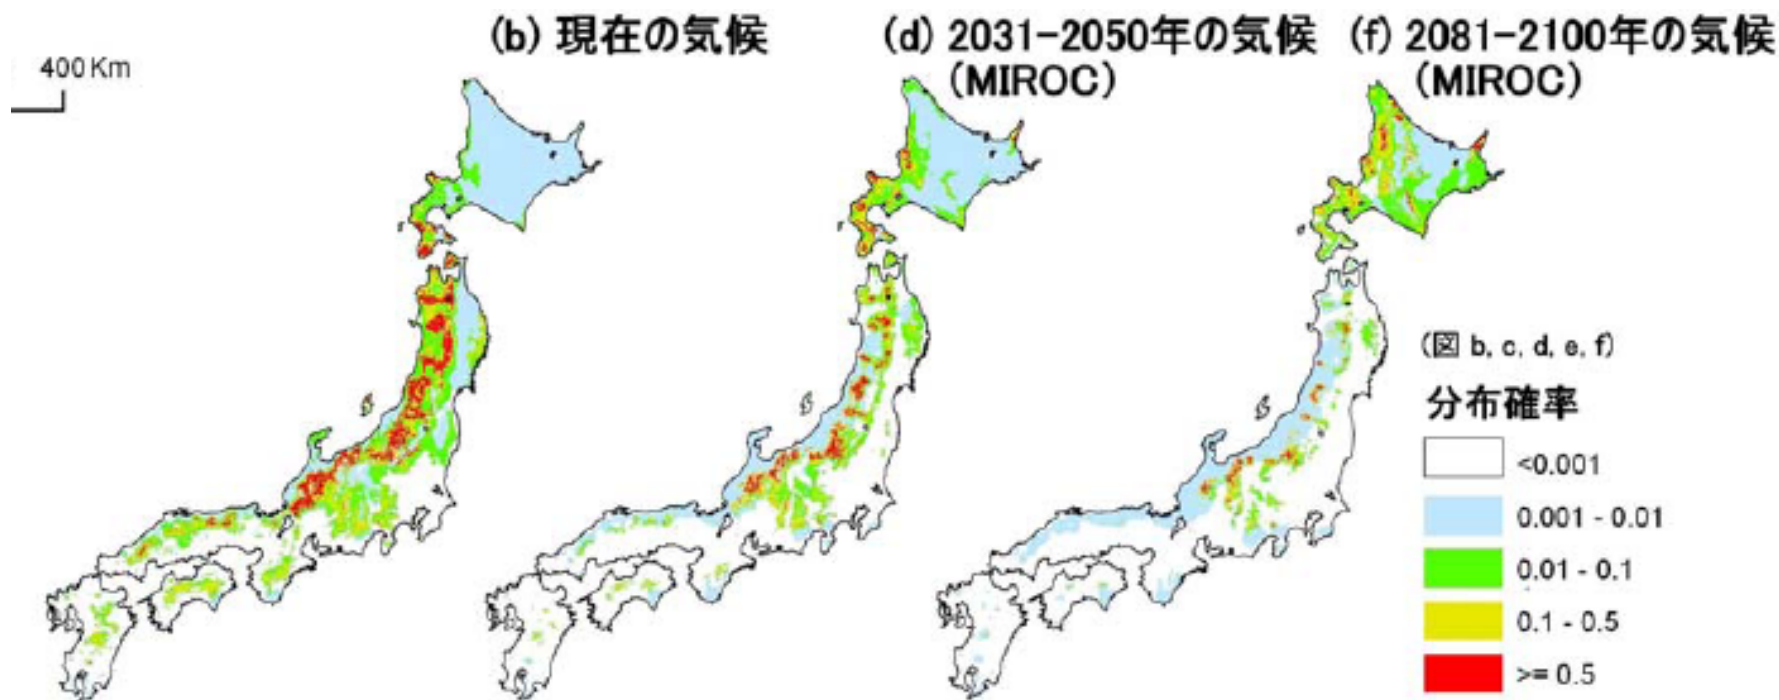 (b) 現在の気候
(d) 2031-2050年の気候
(MIROC)
(f) 2081-2100年の気候
(MIROC)
400 Km
(図 b, c, d, e, f)
分布確率
<0.001
0.001 - 0.01
0.01 - 0.1
0.1 - 0.5
>= 0.5